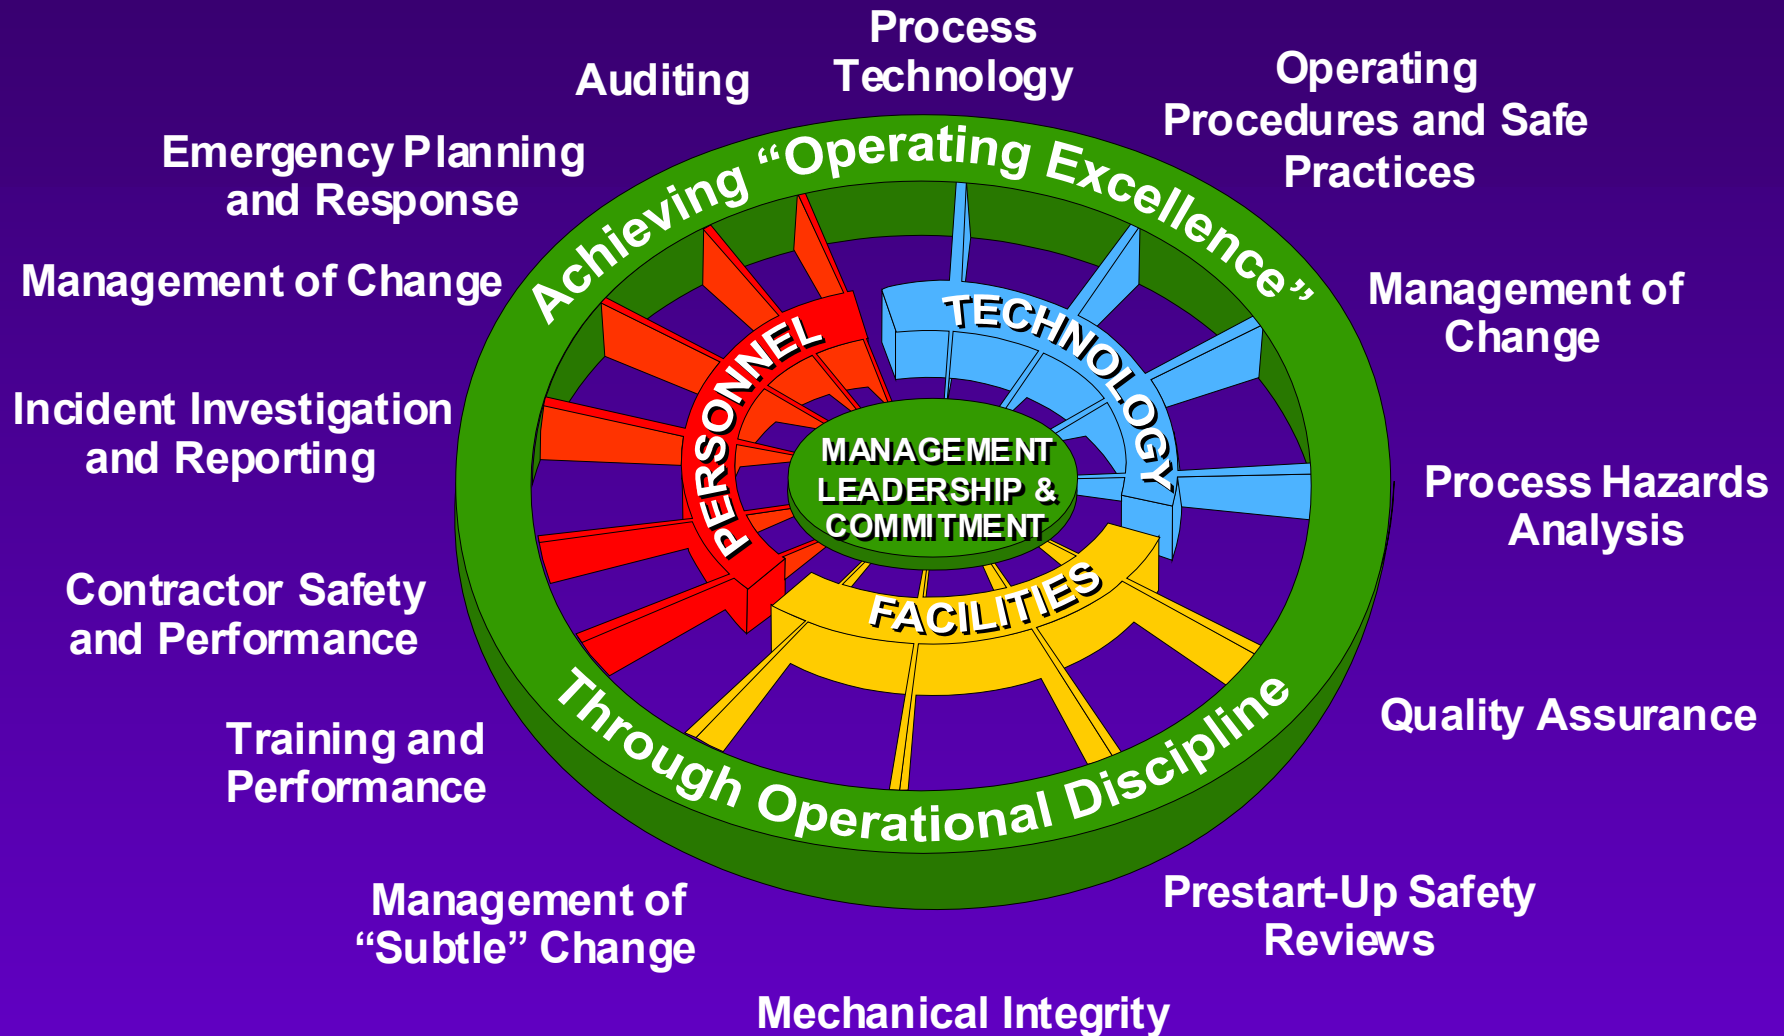 Process
Technology
Auditing
Operating
Procedures and Safe
Practices
Emergency Planning
and Response
Management of Change
Management of
Change
Incident Investigation
and Reporting
Process Hazards
Analysis
Contractor Safety
and Performance
Quality Assurance
Training and
Performance
Management of
“Subtle” Change
Prestart-Up Safety
Reviews
Mechanical Integrity
Achieving “Operating Excellence”
Through Operational Discipline
PERSONNEL
TECHNOLOGY
FACILITIES
MANAGEMENT
LEADERSHIP &
COMMITMENT